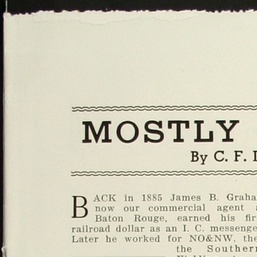 MOSTLY
By C. F.
BACK in 1885 James B. Graha
now our commercial agent
Baton Rouge, earned his fir
railroad dollar as an I. C. messenge
Later he worked for NO&NW, the
the Southern